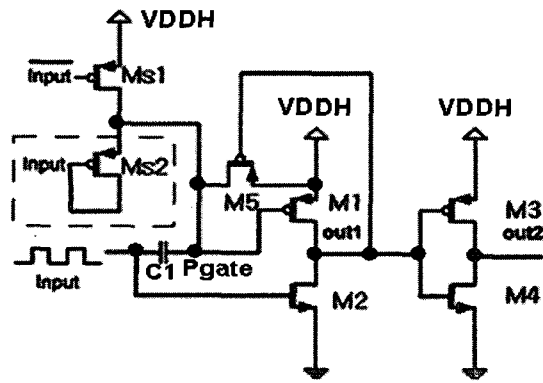 VDDH
Input
Ms1
VDDH
VDDH
Input
Ms2
M5
M1
M3
out1
out2
C1
Pgate
Input
M2
M4